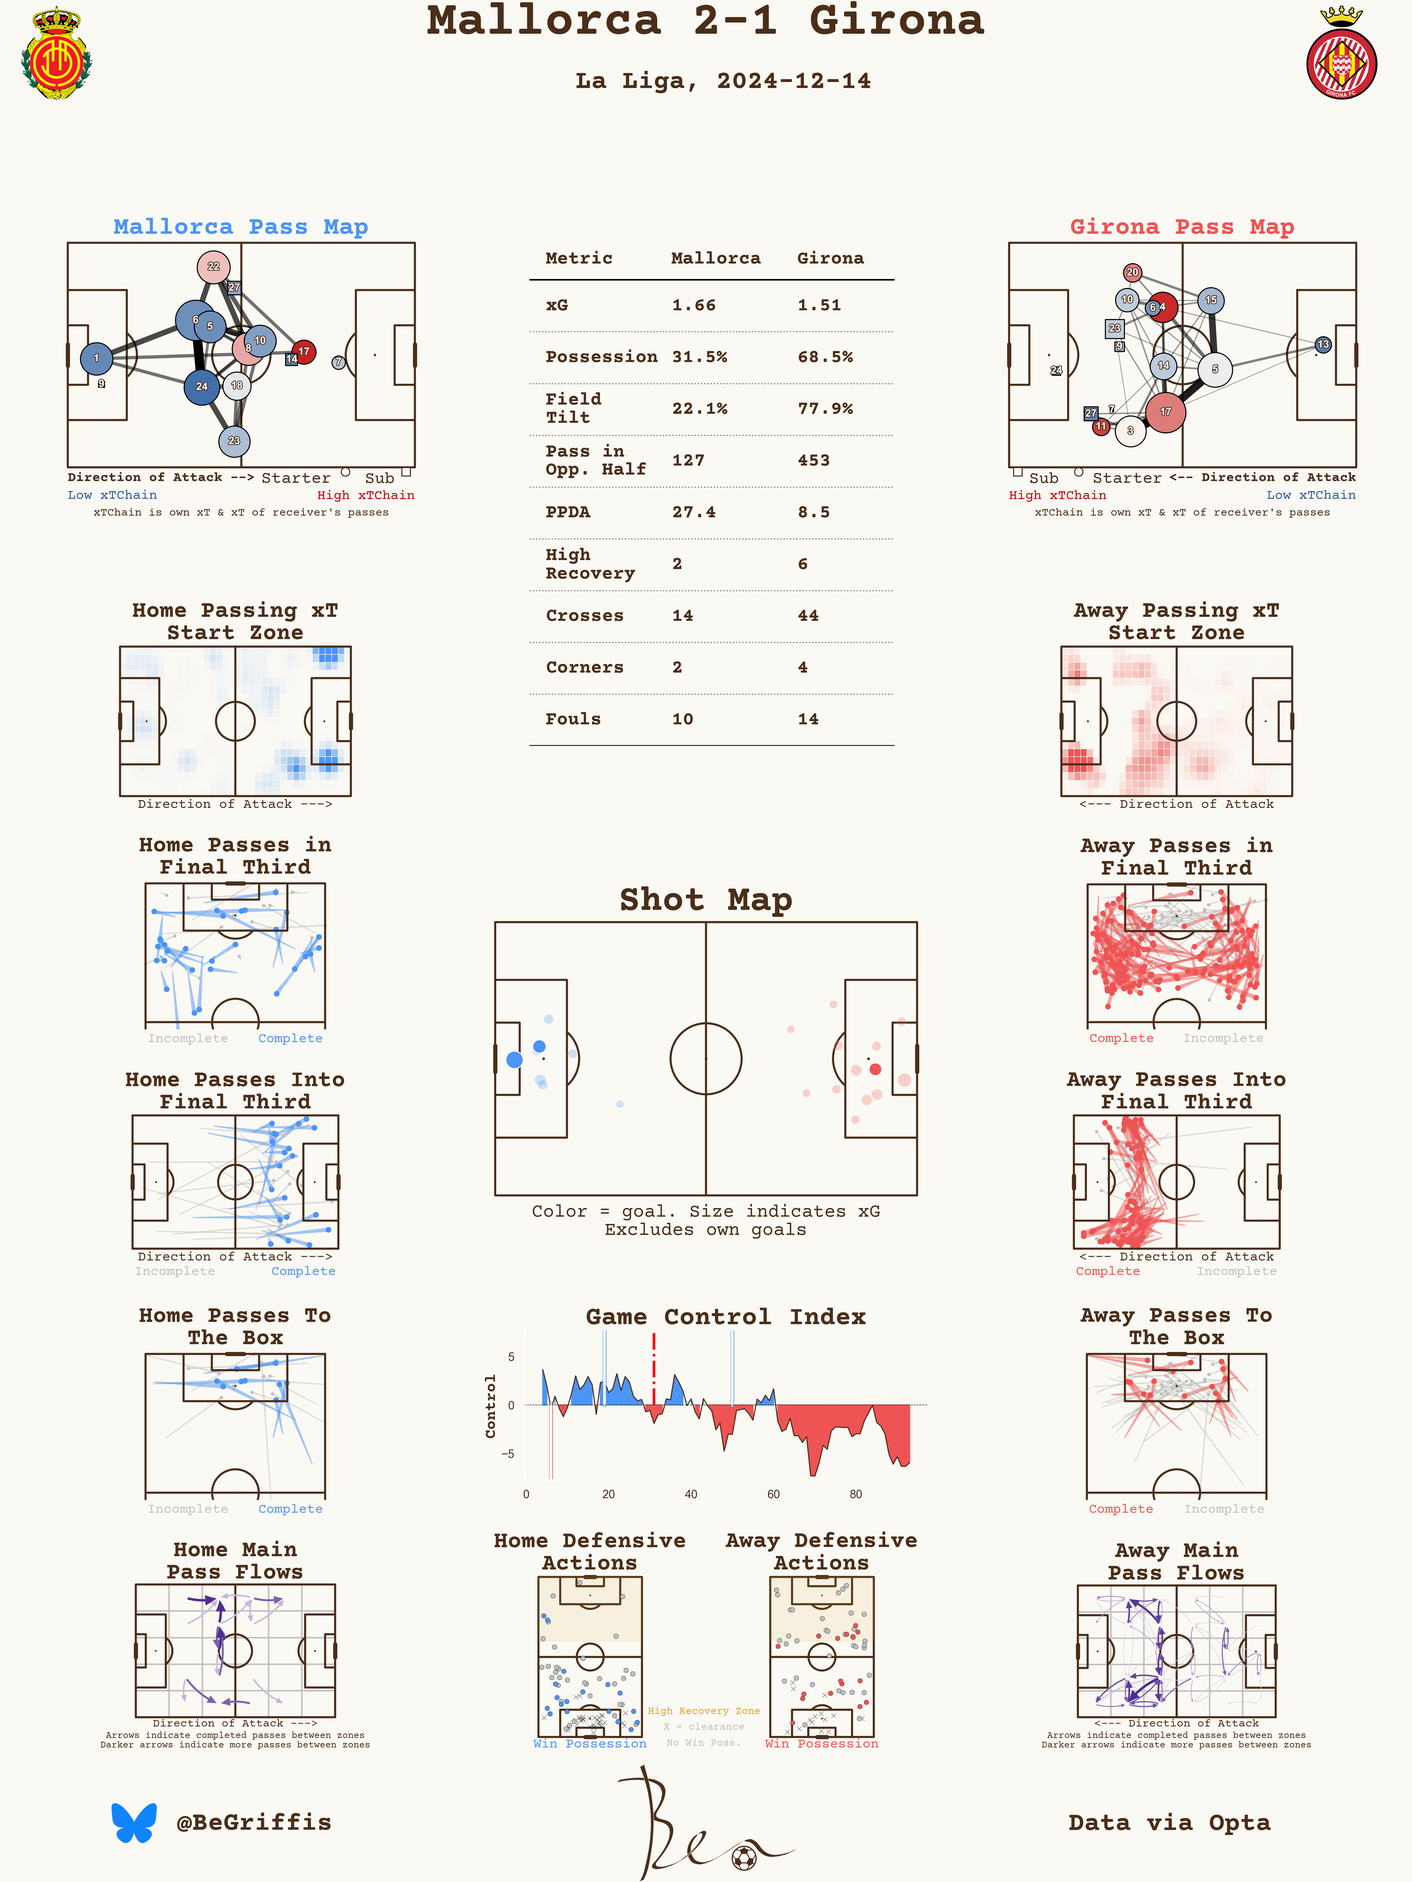 Mallorca 2-1 Girona
La Liga, 2024-12-14
GIRONA FC
Mallorca Pass Map
22
27
6
5
10
8
14
17
7
1
9
24
18
23
Direction of Attack --> Starter Sub
Low xTChain High xTChain
xTChain is own xT & xT of receiver's passes
Metric Mallorca Girona
xG 1.66 1.51
Possession 31.5% 68.5%
Field
Tilt 22.1% 77.9%
Pass in
Opp. Half 127 453
PPDA 27.4 8.5
High
Recovery 2 6
Crosses 14 44
Corners 2 4
Fouls 10 14
Girona Pass Map
20
10
6
4
15
23
9
13
24
14
5
27
7
17
11
3
Sub Starter <-- Direction of Attack
High xTChain Low xTChain
xTChain is own xT & xT of receiver's passes
Home Passing xT
Start Zone
Direction of Attack --->
Away Passing xT
Start Zone
<--- Direction of Attack
Home Passes in
Final Third
Incomplete Complete
Away Passes in
Final Third
Complete Incomplete
Shot Map
Color = goal. Size indicates xG
Excludes own goals
Home Passes Into
Final Third
Direction of Attack --->
Incomplete Complete
Away Passes Into
Final Third
<--- Direction of Attack
Complete Incomplete
Home Passes To
The Box
Incomplete Complete
Game Control Index
Control
5
0
−5
0 20 40 60 80
Away Passes To
The Box
Complete Incomplete
Home Main
Pass Flows
Direction of Attack --->
Arrows indicate completed passes between zones
Darker arrows indicate more passes between zones
Home Defensive
Actions
Win Possession
Away Defensive
Actions
Win Possession
High Recovery Zone
X = clearance
No Win Poss.
Away Main
Pass Flows
<--- Direction of Attack
Arrows indicate completed passes between zones
Darker arrows indicate more passes between zones
@BeGriffis
Ben
Data via Opta